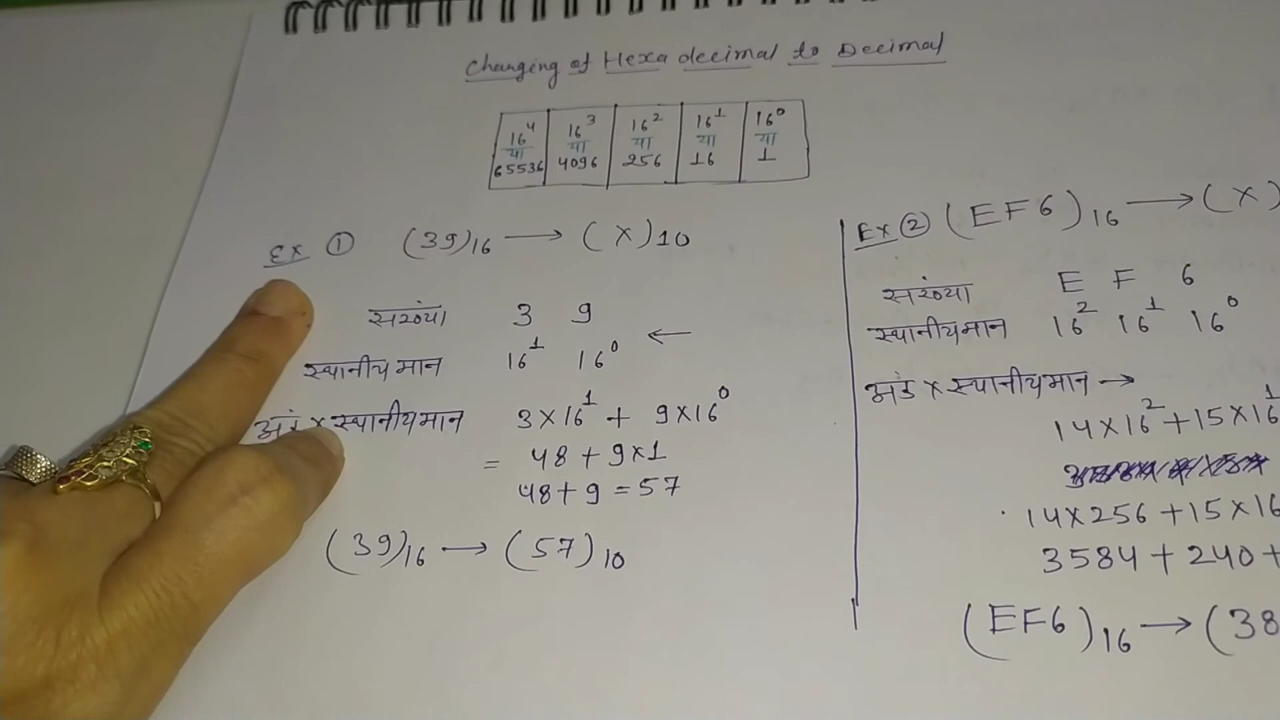 Changing of Hexa decimal to Decimal
16⁴ 16³ 16² 16¹ 16⁰
या या या या या
65536 4096 256 16 1
Ex ① (39)₁₆ → (X)₁₀
संख्या 3 9
स्थानीयमान 16¹ 16⁰ ←
अंक × स्थानीयमान 3×16¹ + 9×16⁰
= 48 + 9×1
48 + 9 = 57
(39)₁₆ → (57)₁₀
Ex ② (EF6)₁₆ → (X)
संख्या E F 6
स्थानीयमान 16² 16¹ 16⁰
अंक × स्थानीयमान →
14×16² + 15×16¹
14×256 + 15×16
3584 + 240 +
(EF6)₁₆ → (38